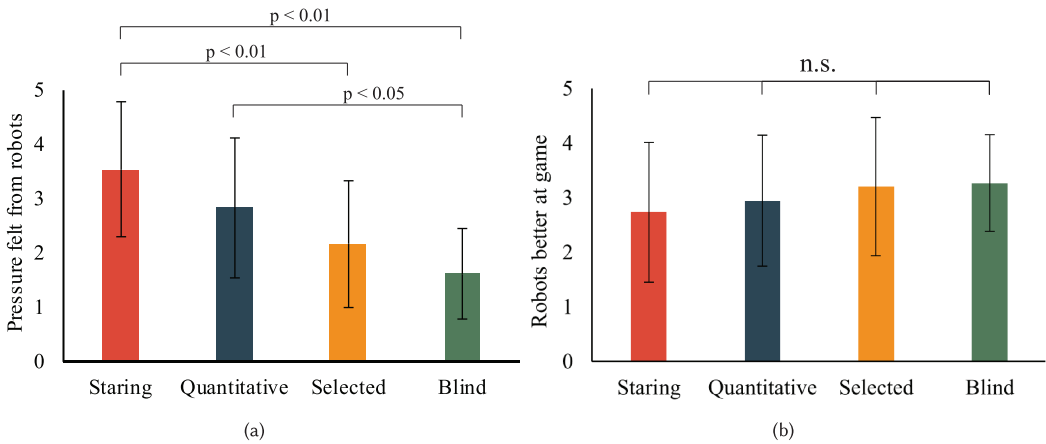 p < 0.01
p < 0.01
p < 0.05
Pressure felt from robots
5
4
3
2
1
0
Staring Quantitative Selected Blind
(a)
n.s.
Robots better at game
5
4
3
2
1
0
Staring Quantitative Selected Blind
(b)